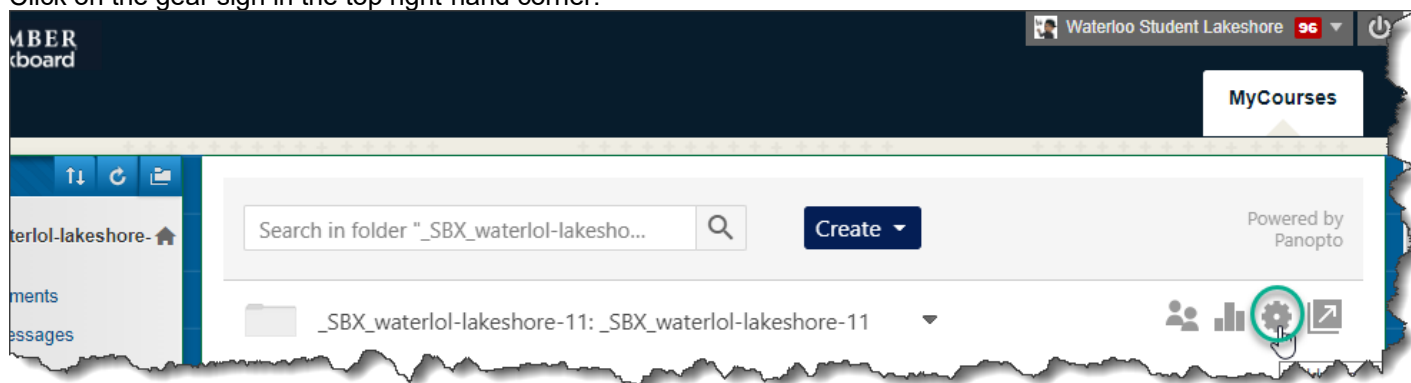 Click on the gear sign in the top right-hand corner.
Waterloo Student Lakeshore 96
MBER
kboard
MyCourses
Search in folder "_SBX_waterlol-lakesho...
Create
Powered by
Panopto
terlol-lakeshore-
_SBX_waterlol-lakeshore-11: _SBX_waterlol-lakeshore-11
ments
essages